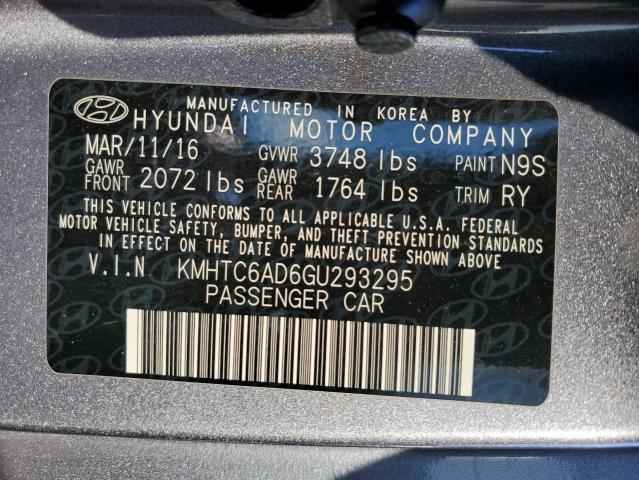 MANUFACTURED IN KOREA BY
HYUNDAI MOTOR COMPANY
MAR/11/16 GVWR 3748 lbs PAINT N9S
GAWR FRONT 2072 lbs GAWR REAR 1764 lbs TRIM RY
THIS VEHICLE CONFORMS TO ALL APPLICABLE U.S.A. FEDERAL
MOTOR VEHICLE SAFETY, BUMPER, AND THEFT PREVENTION STANDARDS
IN EFFECT ON THE DATE OF MANUFACTURE SHOWN ABOVE.
V.I.N KMHTC6AD6GU293295
PASSENGER CAR